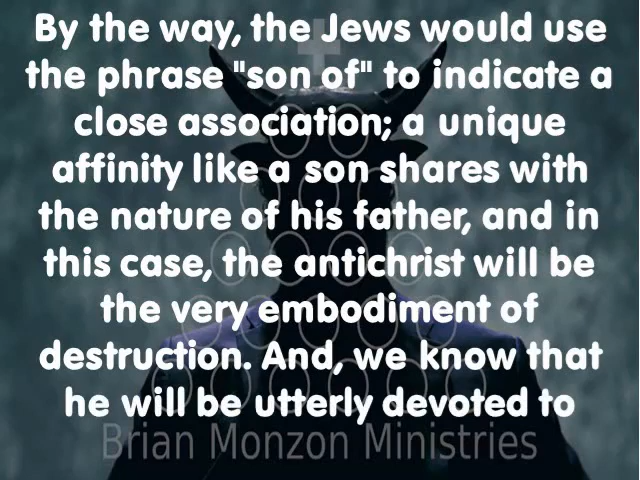 By the way, the Jews would use
the phrase "son of" to indicate a
close association; a unique
affinity like a son shares with
the nature of his father, and in
this case, the antichrist will be
the very embodiment of
destruction. And, we know that
he will be utterly devoted to
Brian Monzon Ministries